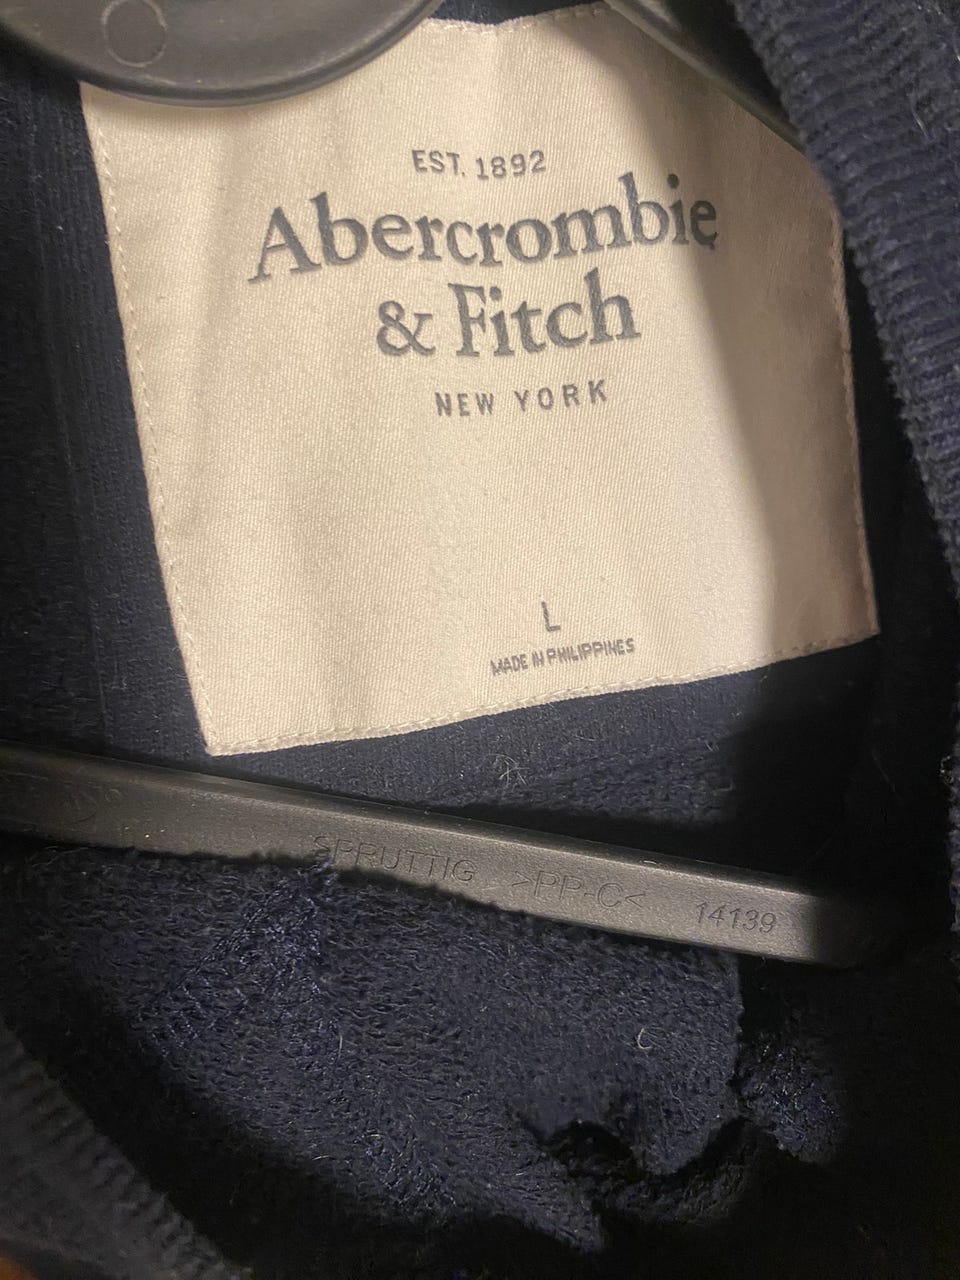 EST. 1892
Abercrombie
& Fitch
NEW YORK
L
MADE IN PHILIPPINES
SPRUTTIG >PP-C< 14139